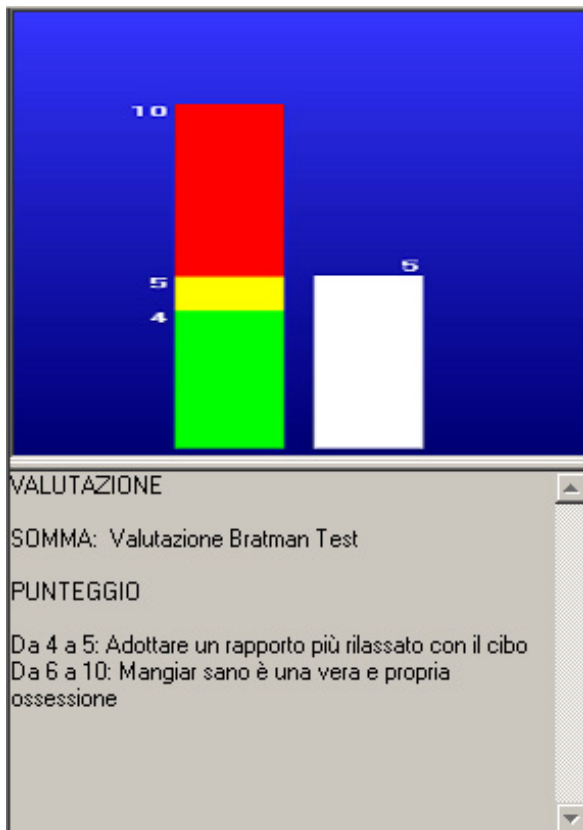 10
5
5
4
VALUTAZIONE
SOMMA: Valutazione Bratman Test
PUNTEGGIO
Da 4 a 5: Adottare un rapporto più rilassato con il cibo
Da 6 a 10: Mangiar sano è una vera e propria
ossessione